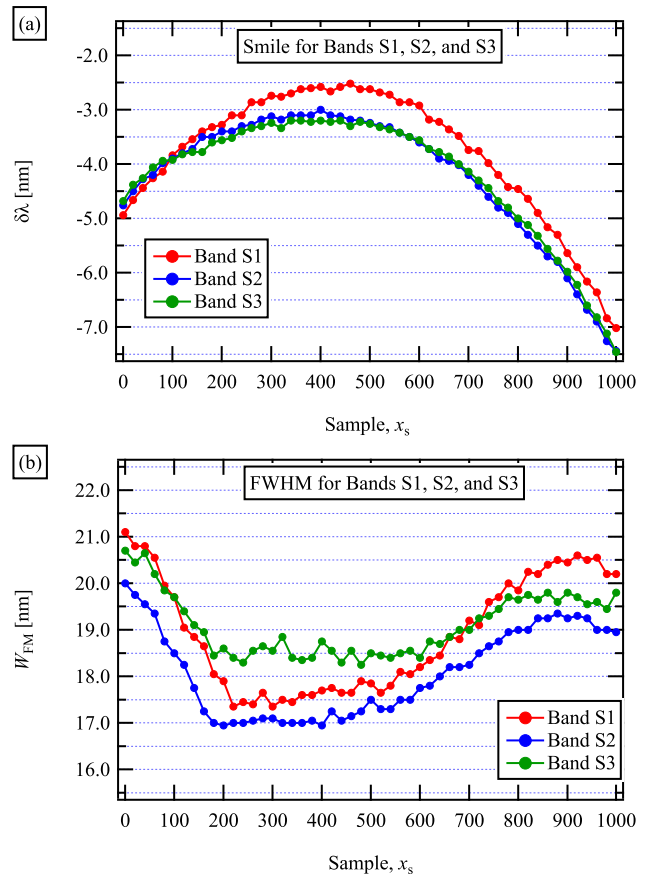 (a)
Smile for Bands S1, S2, and S3
-2.0
-3.0
-4.0
-5.0
-6.0
-7.0
δλ [nm]
Band S1
Band S2
Band S3
0 100 200 300 400 500 600 700 800 900 1000
Sample, xs
(b)
FWHM for Bands S1, S2, and S3
22.0
21.0
20.0
19.0
18.0
17.0
16.0
WFM [nm]
Band S1
Band S2
Band S3
0 100 200 300 400 500 600 700 800 900 1000
Sample, xs